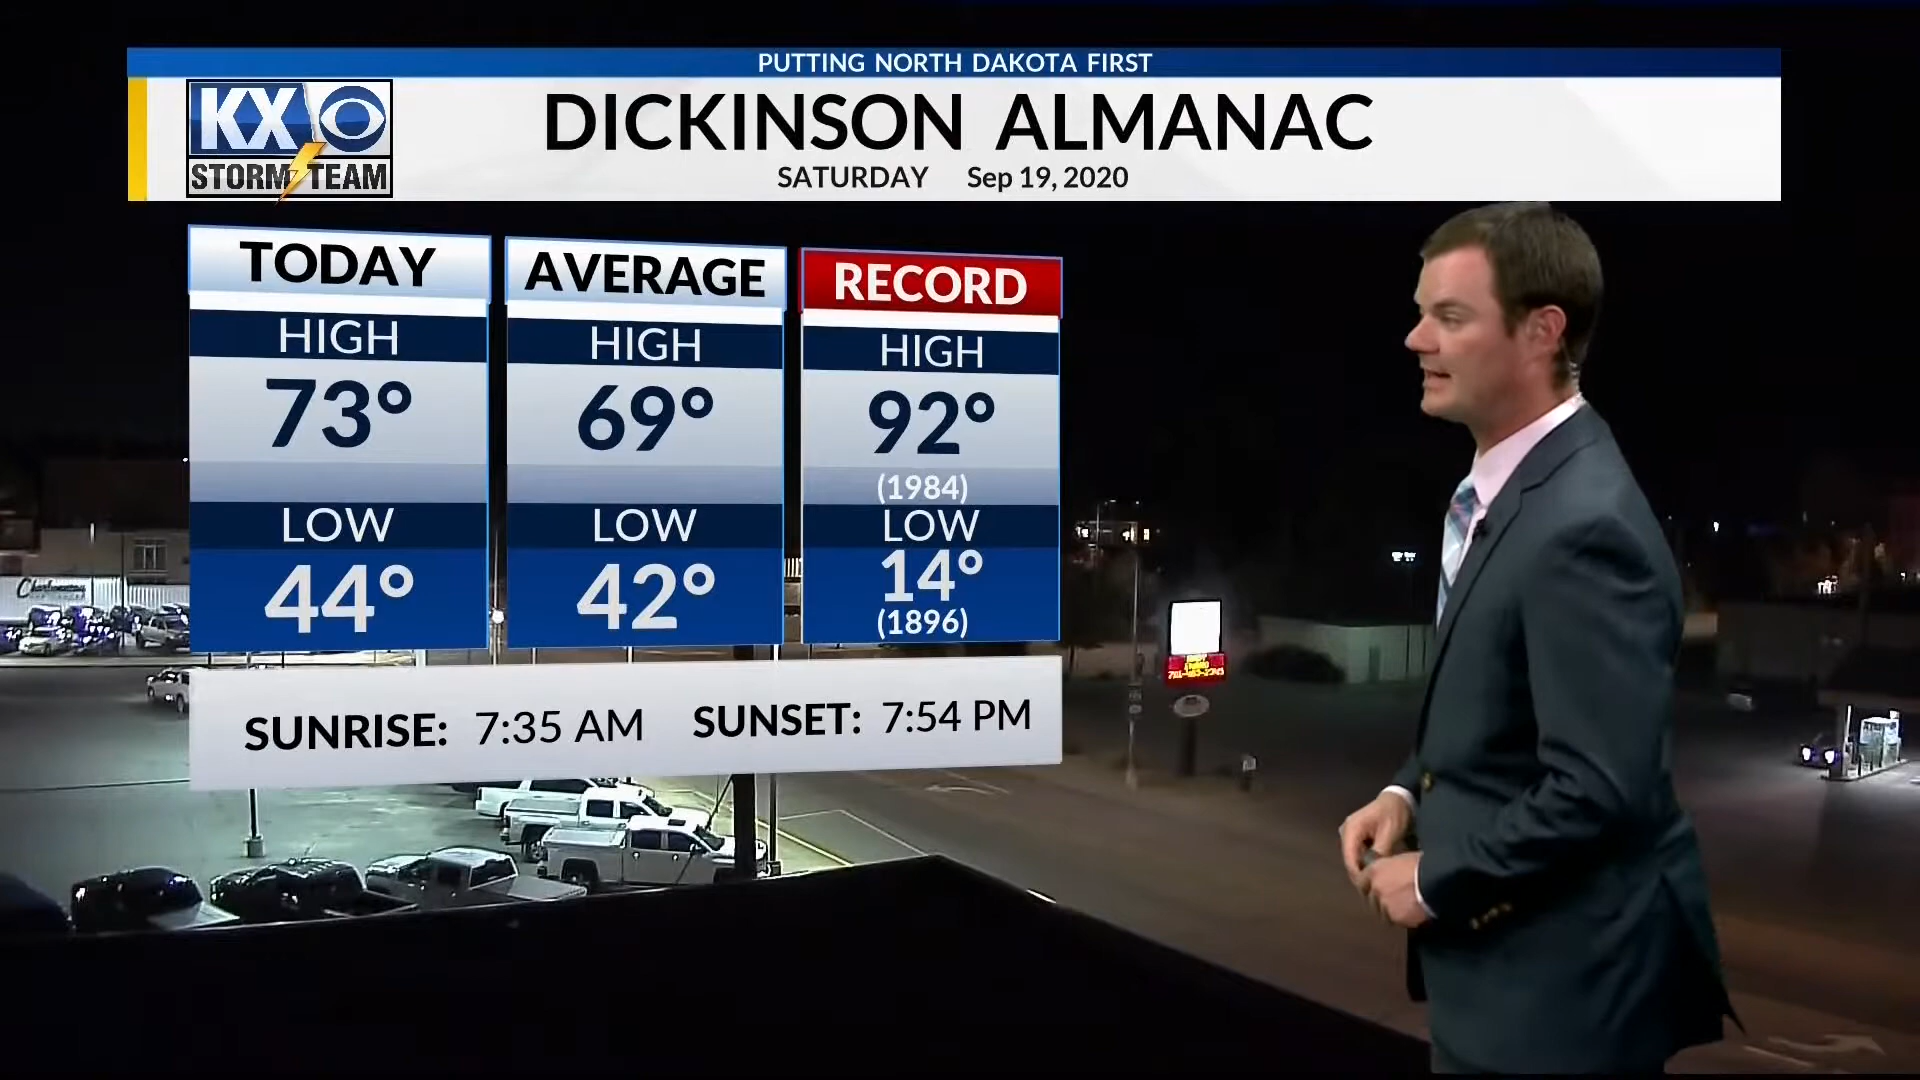 PUTTING NORTH DAKOTA FIRST
KX
STORM TEAM
DICKINSON ALMANAC
SATURDAY Sep 19, 2020
TODAY
HIGH
73°
LOW
44°
AVERAGE
HIGH
69°
LOW
42°
RECORD
HIGH
92°
(1984)
LOW
14°
(1896)
SUNRISE: 7:35 AM SUNSET: 7:54 PM